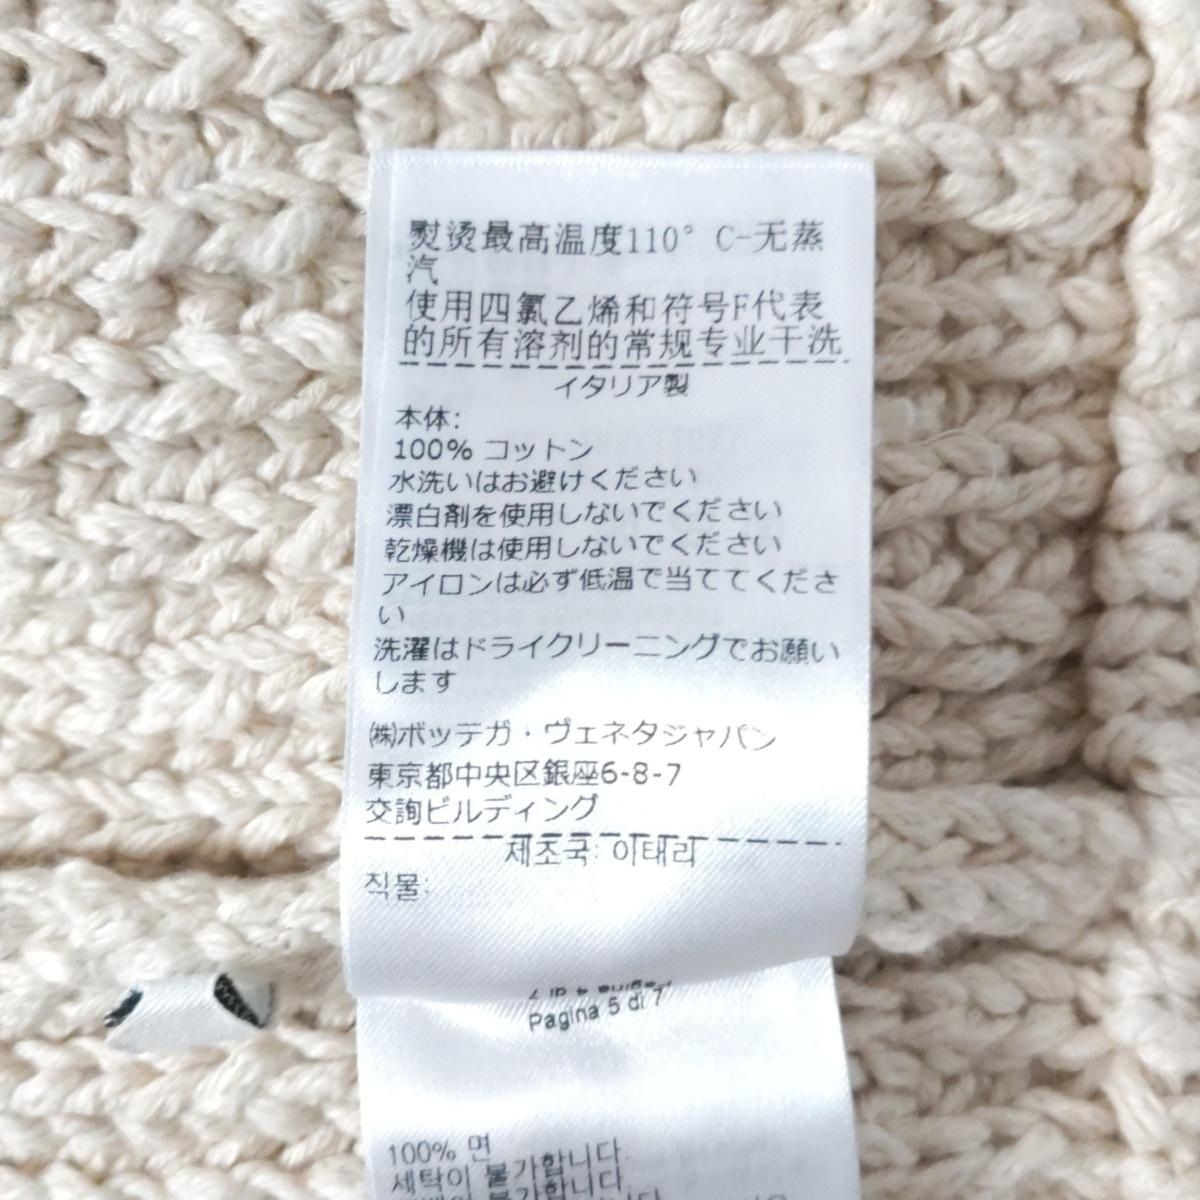 熨烫最高温度110° C-无蒸
汽
使用四氯乙烯和符号F代表
的所有溶剂的常规专业干洗
イタリア製
本体:
100% コットン
水洗いはお避けください
漂白剤を使用しないでください
乾燥機は使用しないでください
アイロンは必ず低温で当ててくださ
い
洗濯はドライクリーニングでお願い
します
㈱ボッテガ・ヴェネタジャパン
東京都中央区銀座6-8-7
交詢ビルディング
제조국: 이태리
직물:
Pagina 5 di 7
100% 면
세탁이 불가합니다.